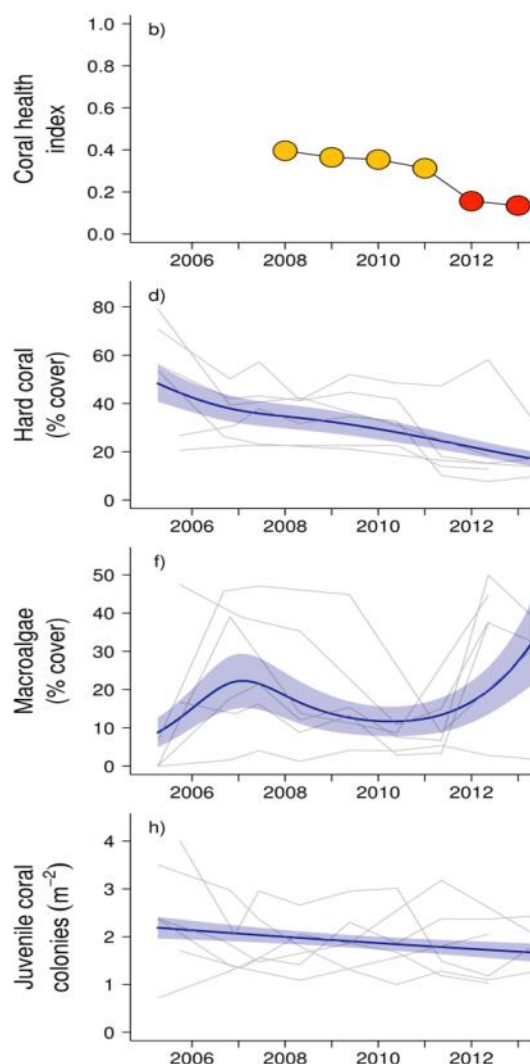 b)
Coral health
index
1.0
0.8
0.6
0.4
0.2
0.0
2006 2008 2010 2012
d)
Hard coral
(% cover)
80
60
40
20
0
2006 2008 2010 2012
f)
Macroalgae
(% cover)
50
40
30
20
10
0
2006 2008 2010 2012
h)
Juvenile coral
colonies (m⁻²)
4
3
2
1
0
2006 2008 2010 2012